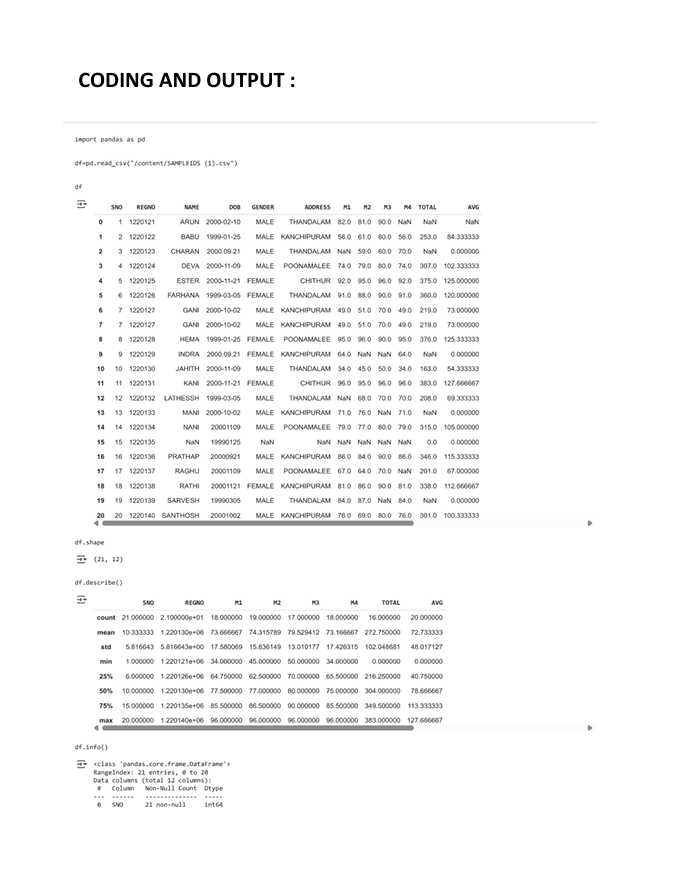 CODING AND OUTPUT :
import pandas as pd
df=pd.read_csv("/content/SAMPLEIDS (1).csv")
df
SNO REGNO NAME DOB GENDER ADDRESS M1 M2 M3 M4 TOTAL AVG
0 1 1220121 ARUN 2000-02-10 MALE THANDALAM 82.0 81.0 90.0 NaN NaN NaN
1 2 1220122 BABU 1999-01-25 MALE KANCHIPURAM 56.0 61.0 80.0 56.0 253.0 84.333333
2 3 1220123 CHARAN 2000.09.21 MALE THANDALAM NaN 59.0 60.0 70.0 NaN 0.000000
3 4 1220124 DEVA 2000-11-09 MALE POONAMALEE 74.0 79.0 80.0 74.0 307.0 102.333333
4 5 1220125 ESTER 2000-11-21 FEMALE CHITHUR 92.0 95.0 96.0 92.0 375.0 125.000000
5 6 1220126 FARHANA 1999-03-05 FEMALE THANDALAM 91.0 88.0 90.0 91.0 360.0 120.000000
6 7 1220127 GANI 2000-10-02 MALE KANCHIPURAM 49.0 51.0 70.0 49.0 219.0 73.000000
7 7 1220127 GANI 2000-10-02 MALE KANCHIPURAM 49.0 51.0 70.0 49.0 219.0 73.000000
8 8 1220128 HEMA 1999-01-25 FEMALE POONAMALEE 95.0 96.0 90.0 95.0 376.0 125.333333
9 9 1220129 INDRA 2000.09.21 FEMALE KANCHIPURAM 64.0 NaN NaN 64.0 NaN 0.000000
10 10 1220130 JAHITH 2000-11-09 MALE THANDALAM 34.0 45.0 50.0 34.0 163.0 54.333333
11 11 1220131 KANI 2000-11-21 FEMALE CHITHUR 96.0 95.0 96.0 96.0 383.0 127.666667
12 12 1220132 LATHESSH 1999-03-05 MALE THANDALAM NaN 68.0 70.0 70.0 208.0 69.333333
13 13 1220133 MANI 2000-10-02 MALE KANCHIPURAM 71.0 76.0 NaN 71.0 NaN 0.000000
14 14 1220134 NANI 20001109 MALE POONAMALEE 79.0 77.0 80.0 79.0 315.0 105.000000
15 15 1220135 NaN 19990125 NaN NaN NaN NaN NaN NaN 0.0 0.000000
16 16 1220136 PRATHAP 20000921 MALE KANCHIPURAM 86.0 84.0 90.0 86.0 346.0 115.333333
17 17 1220137 RAGHU 20001109 MALE POONAMALEE 67.0 64.0 70.0 NaN 201.0 67.000000
18 18 1220138 RATHI 20001121 FEMALE KANCHIPURAM 81.0 86.0 90.0 81.0 338.0 112.666667
19 19 1220139 SARVESH 19990305 MALE THANDALAM 84.0 87.0 NaN 84.0 NaN 0.000000
20 20 1220140 SANTHOSH 20001002 MALE KANCHIPURAM 76.0 69.0 80.0 76.0 301.0 100.333333
df.shape
(21, 12)
df.describe()
SNO REGNO M1 M2 M3 M4 TOTAL AVG
count 21.000000 2.100000e+01 18.000000 19.000000 17.000000 18.000000 16.000000 20.000000
mean 10.333333 1.220130e+06 73.666667 74.315789 79.529412 73.166667 272.750000 72.733333
std 5.816643 5.816643e+00 17.580069 15.836149 13.010177 17.426315 102.048681 48.017127
min 1.000000 1.220121e+06 34.000000 45.000000 50.000000 34.000000 0.000000 0.000000
25% 6.000000 1.220126e+06 64.750000 62.500000 70.000000 65.500000 216.250000 40.750000
50% 10.000000 1.220130e+06 77.500000 77.000000 80.000000 75.000000 304.000000 78.666667
75% 15.000000 1.220135e+06 85.500000 86.500000 90.000000 85.500000 349.500000 113.333333
max 20.000000 1.220140e+06 96.000000 96.000000 96.000000 96.000000 383.000000 127.666667
df.info()
<class 'pandas.core.frame.DataFrame'>
RangeIndex: 21 entries, 0 to 20
Data columns (total 12 columns):
# Column Non-Null Count Dtype
--- ------ -------------- -----
0 SNO 21 non-null int64